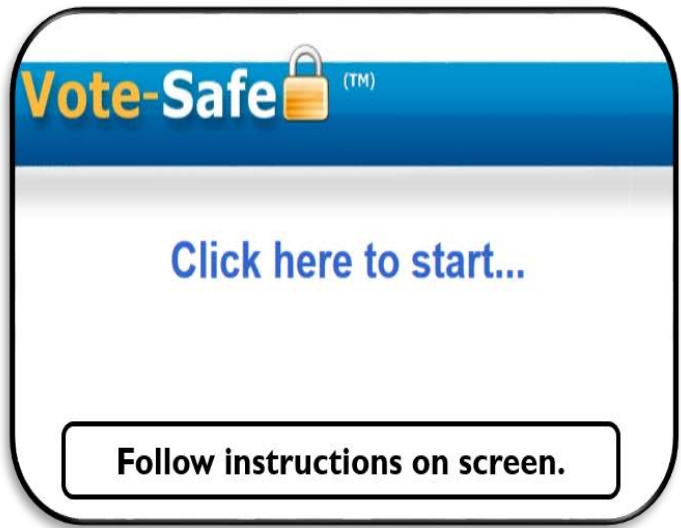 Vote-Safe (TM)
Click here to start...
Follow instructions on screen.